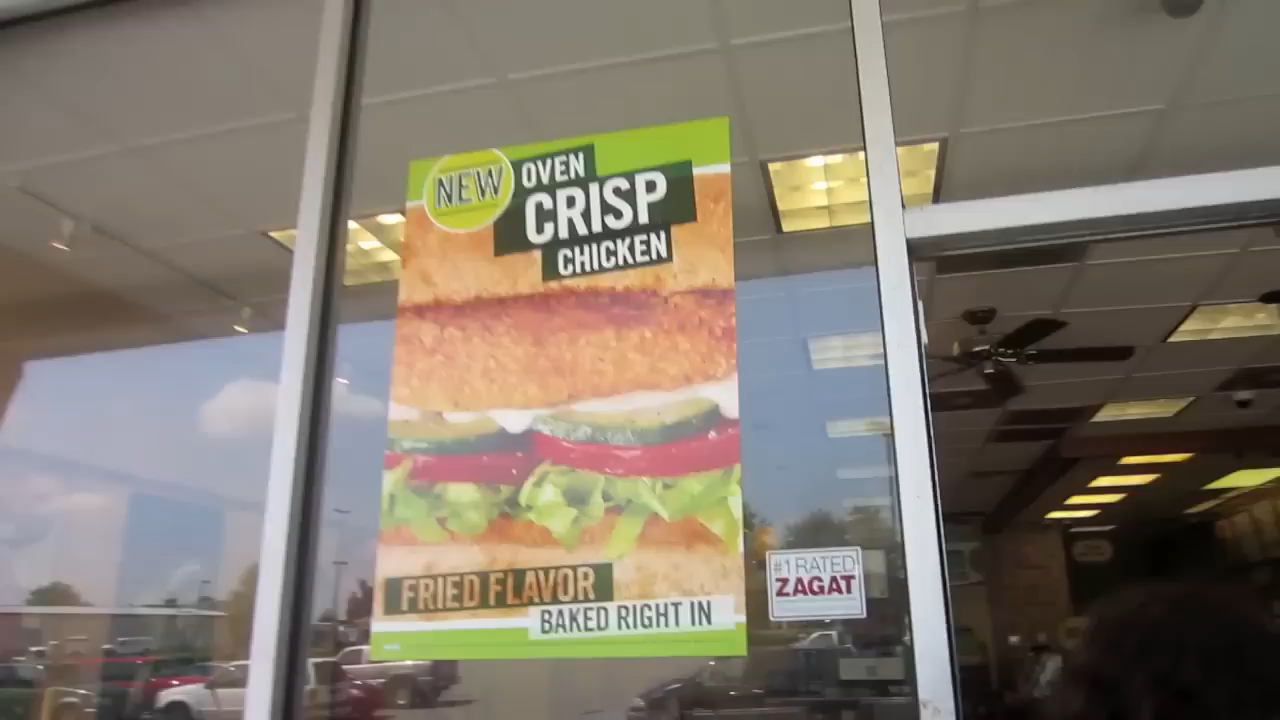 NEW
OVEN
CRISP
CHICKEN
FRIED FLAVOR
BAKED RIGHT IN
#1 RATED
ZAGAT